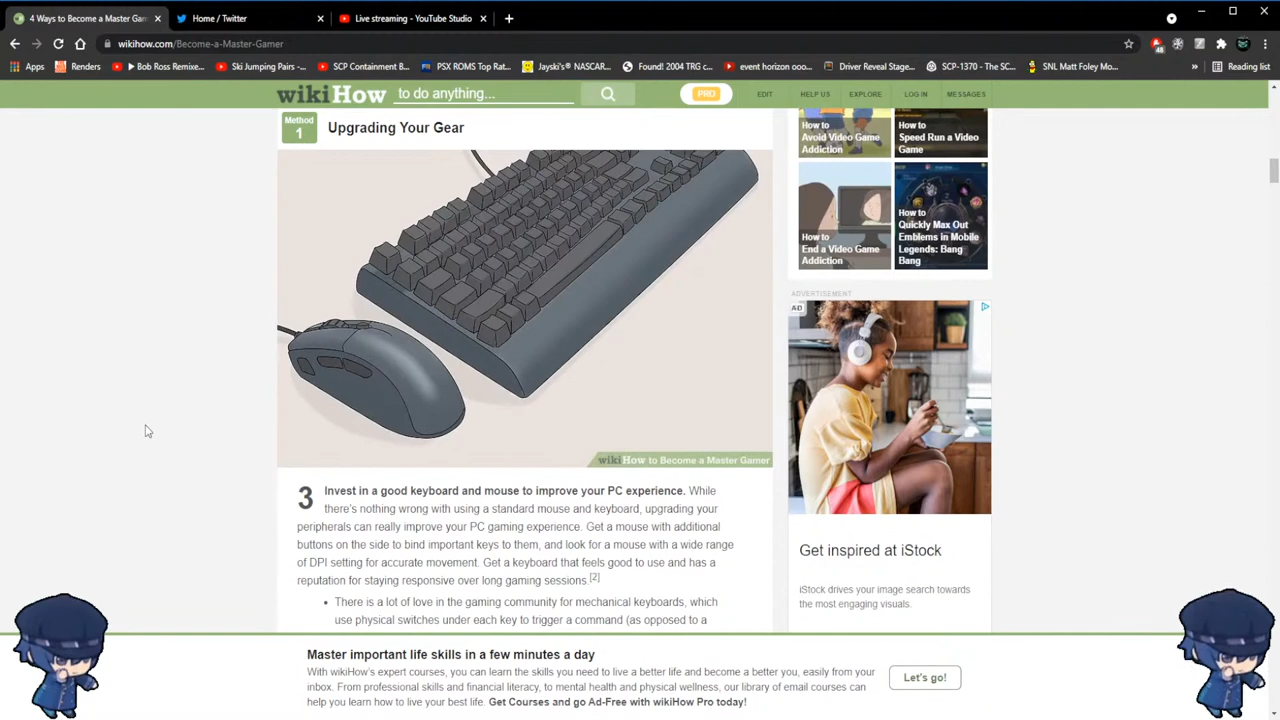 4 Ways to Become a Master Gam
Home / Twitter
Live streaming - YouTube Studio
wikihow.com/Become-a-Master-Gamer
48
Apps
Renders
Bob Ross Remixe...
Ski Jumping Pairs -...
SCP Containment B...
PSX ROMS Top Rat...
Jayski's® NASCAR...
Found! 2004 TRG c...
event horizon ooo...
Driver Reveal Stage...
SCP-1370 - The SC...
SNL Matt Foley Mo...
»
Reading list
wikiHow to do anything...
PRO
EDIT
HELP US
EXPLORE
LOG IN
MESSAGES
Method
1
Upgrading Your Gear
How to
Avoid Video Game
Addiction
How to
Speed Run a Video
Game
How to
End a Video Game
Addiction
How to
Quickly Max Out
Emblems in Mobile
Legends: Bang
Bang
ADVERTISEMENT
AD
wikiHow to Become a Master Gamer
3 Invest in a good keyboard and mouse to improve your PC experience. While
there's nothing wrong with using a standard mouse and keyboard, upgrading your
peripherals can really improve your PC gaming experience. Get a mouse with additional
buttons on the side to bind important keys to them, and look for a mouse with a wide range
of DPI setting for accurate movement. Get a keyboard that feels good to use and has a
reputation for staying responsive over long gaming sessions.[2]
• There is a lot of love in the gaming community for mechanical keyboards, which
use physical switches under each key to trigger a command (as opposed to a
Get inspired at iStock
iStock drives your image search towards
the most engaging visuals.
Master important life skills in a few minutes a day
With wikiHow's expert courses, you can learn the skills you need to live a better life and become a better you, easily from your
inbox. From professional skills and financial literacy, to mental health and physical wellness, our library of email courses can
help you learn how to live your best life. Get Courses and go Ad-Free with wikiHow Pro today!
Let's go!